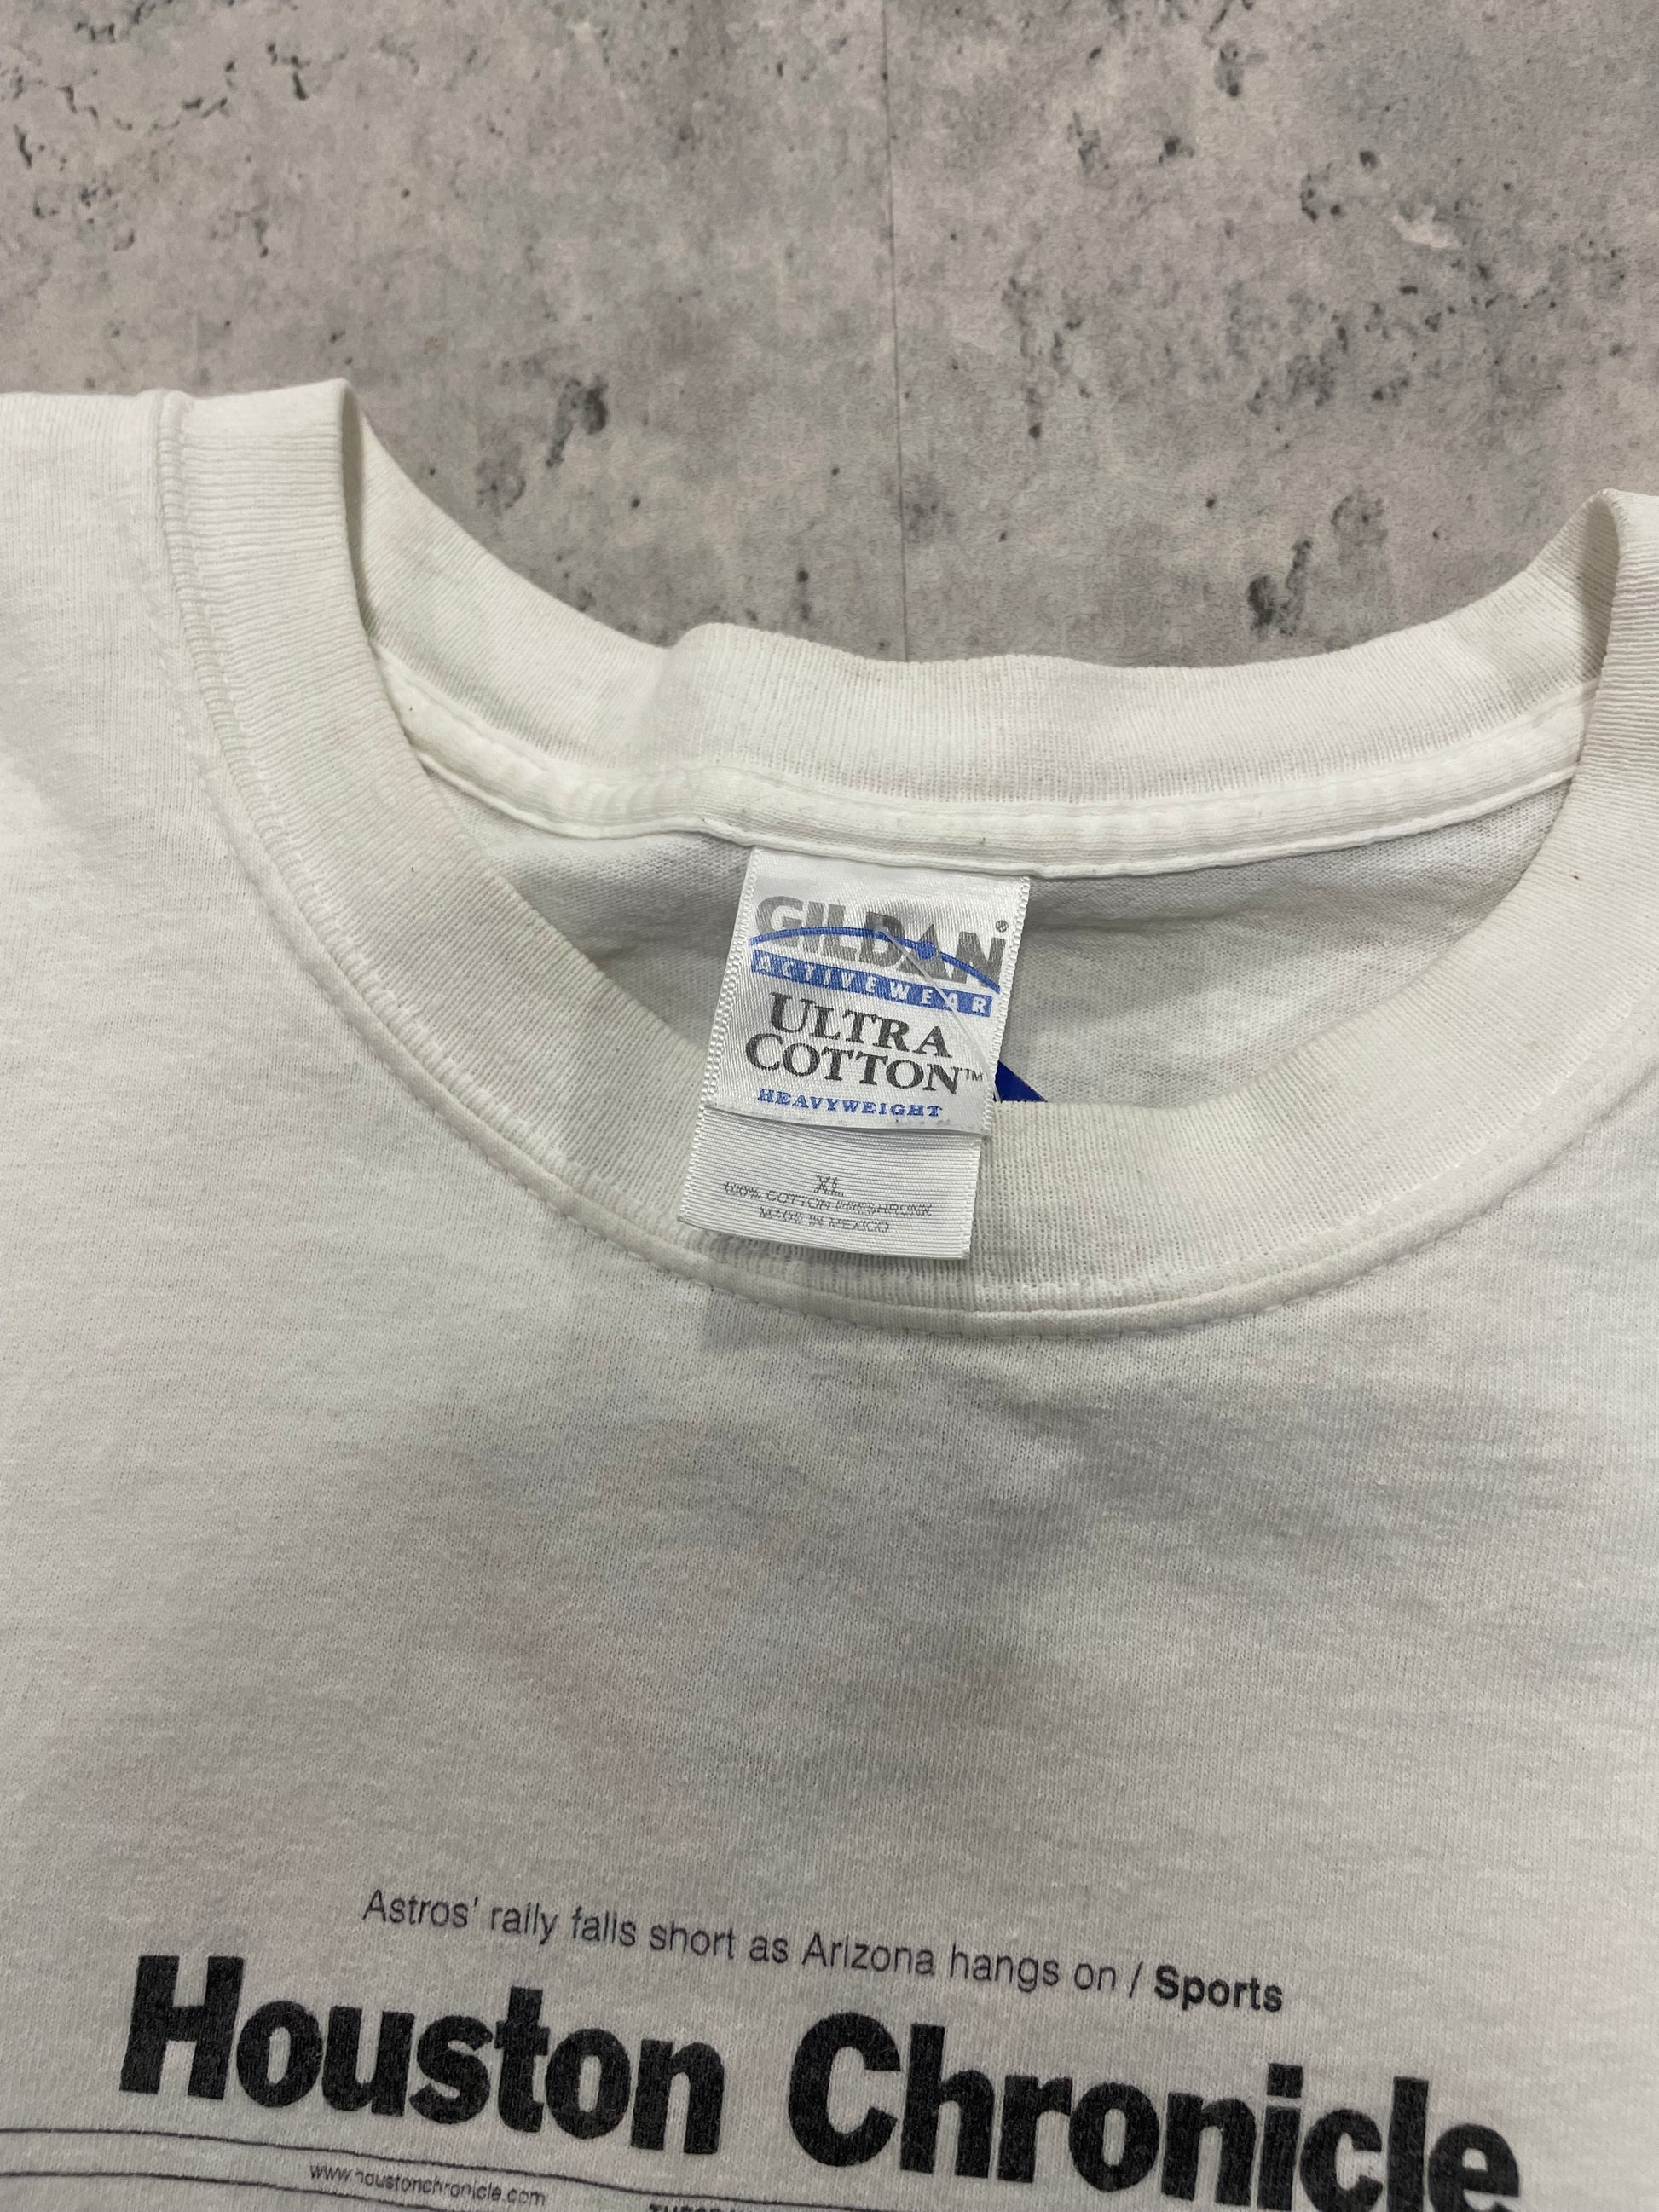 GILDAN®
ACTIVEWEAR
ULTRA
COTTON™
HEAVYWEIGHT
XL
100% COTTON PRESHRUNK
MADE IN MEXICO
Astros' rally falls short as Arizona hangs on / Sports
Houston Chronicle
www.houstonchronicle.com